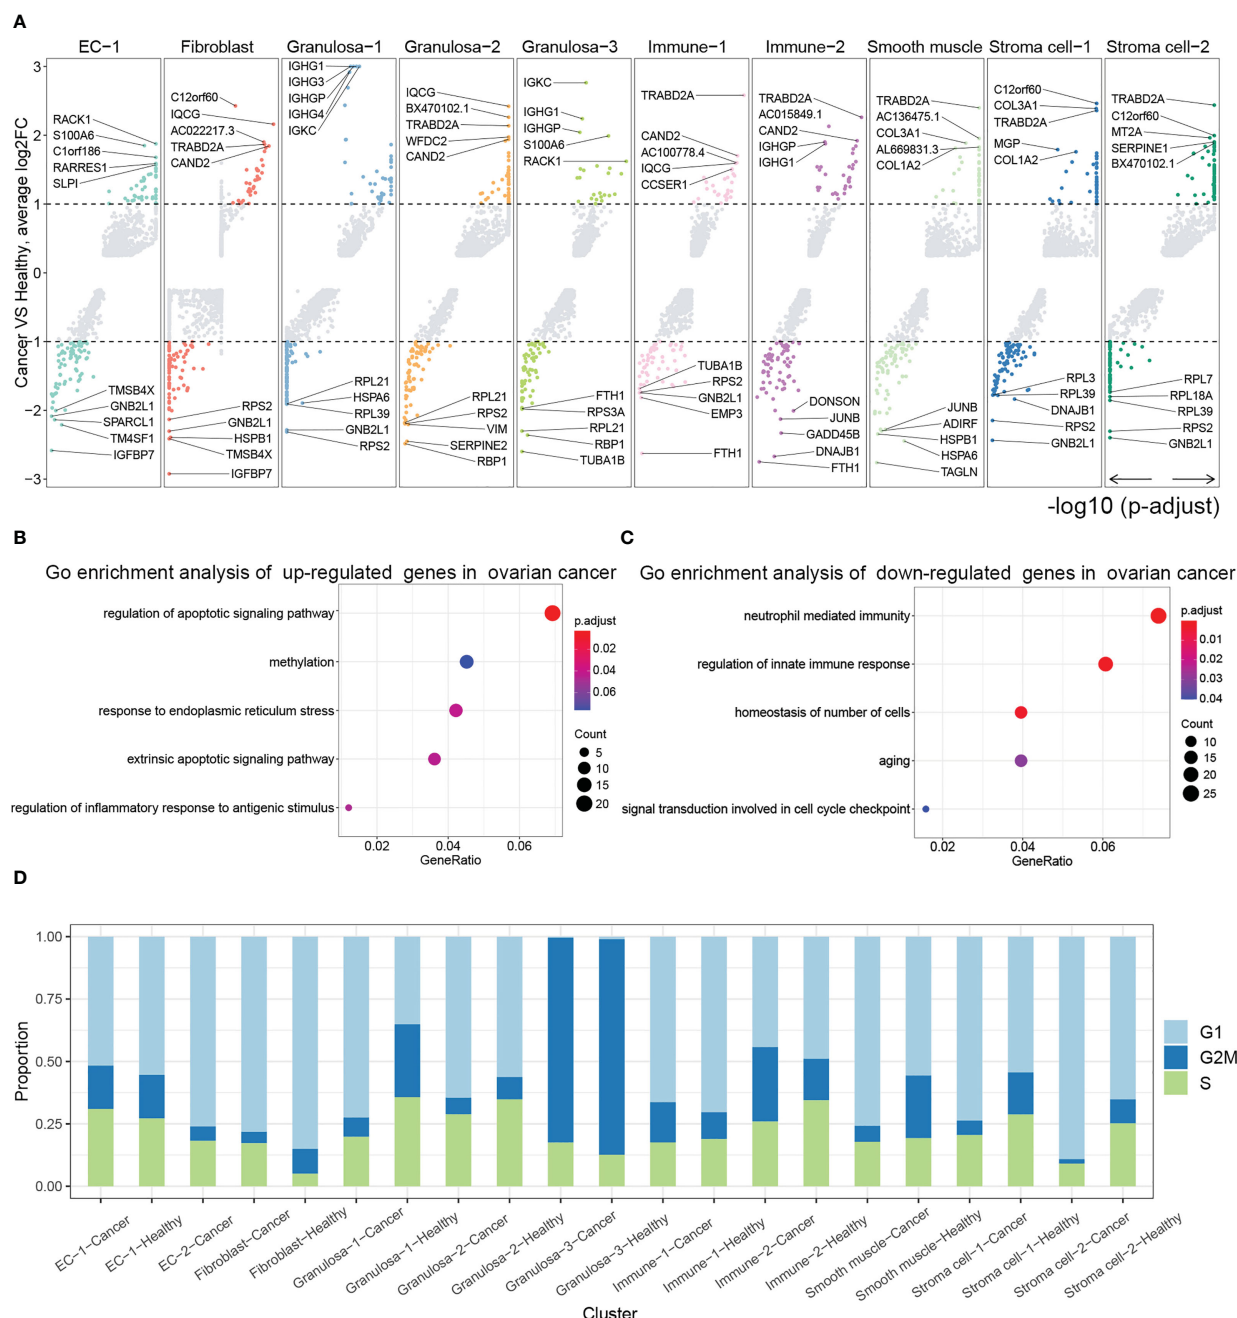 A
EC−1
Fibroblast
Granulosa−1
Granulosa−2
Granulosa−3
Immune−1
Immune−2
Smooth muscle
Stroma cell−1
Stroma cell−2
Cancer VS Healthy, average log2FC
3
2
1
0
1
−2
−3
RACK1
S100A6
C1orf186
RARRES1
SLPI
TMSB4X
GNB2L1
SPARCL1
TM4SF1
IGFBP7
C12orf60
IQCG
AC022217.3
TRABD2A
CAND2
RPS2
GNB2L1
HSPB1
TMSB4X
IGFBP7
IGHG1
IGHG3
IGHGP
IGHG4
IGKC
RPL21
HSPA6
RPL39
GNB2L1
RPS2
IQCG
BX470102.1
TRABD2A
WFDC2
CAND2
RPL21
RPS2
VIM
SERPINE2
RBP1
IGKC
IGHG1
IGHGP
S100A6
RACK1
FTH1
RPS3A
RPL21
RBP1
TUBA1B
TRABD2A
CAND2
AC100778.4
IQCG
CCSER1
TUBA1B
RPS2
GNB2L1
EMP3
FTH1
TRABD2A
AC015849.1
CAND2
IGHGP
IGHG1
DONSON
JUNB
GADD45B
DNAJB1
FTH1
TRABD2A
AC136475.1
COL3A1
AL669831.3
COL1A2
JUNB
ADIRF
HSPB1
HSPA6
TAGLN
C12orf60
COL3A1
TRABD2A
MGP
COL1A2
RPL3
RPL39
DNAJB1
RPS2
GNB2L1
TRABD2A
C12orf60
MT2A
SERPINE1
BX470102.1
RPL7
RPL18A
RPL39
RPS2
GNB2L1
-log10 (p-adjust)
B
Go enrichment analysis of up-regulated genes in ovarian cancer
regulation of apoptotic signaling pathway
methylation
response to endoplasmic reticulum stress
extrinsic apoptotic signaling pathway
regulation of inflammatory response to antigenic stimulus
0.02 0.04 0.06
GeneRatio
p.adjust
0.02
0.04
0.06
Count
5
10
15
20
C
Go enrichment analysis of down-regulated genes in ovarian cancer
neutrophil mediated immunity
regulation of innate immune response
homeostasis of number of cells
aging
signal transduction involved in cell cycle checkpoint
0.02 0.04 0.06
GeneRatio
p.adjust
0.01
0.02
0.03
0.04
Count
10
15
20
25
D
Proportion
1.00
0.75
0.50
0.25
0.00
EC−1−Cancer
EC−1−Healthy
EC−2−Cancer
Fibroblast−Cancer
Fibroblast−Healthy
Granulosa−1−Cancer
Granulosa−1−Healthy
Granulosa−2−Cancer
Granulosa−2−Healthy
Granulosa−3−Cancer
Granulosa−3−Healthy
Immune−1−Cancer
Immune−1−Healthy
Immune−2−Cancer
Immune−2−Healthy
Smooth muscle−Cancer
Smooth muscle−Healthy
Stroma cell−1−Cancer
Stroma cell−1−Healthy
Stroma cell−2−Cancer
Stroma cell−2−Healthy
Cluster
G1
G2M
S